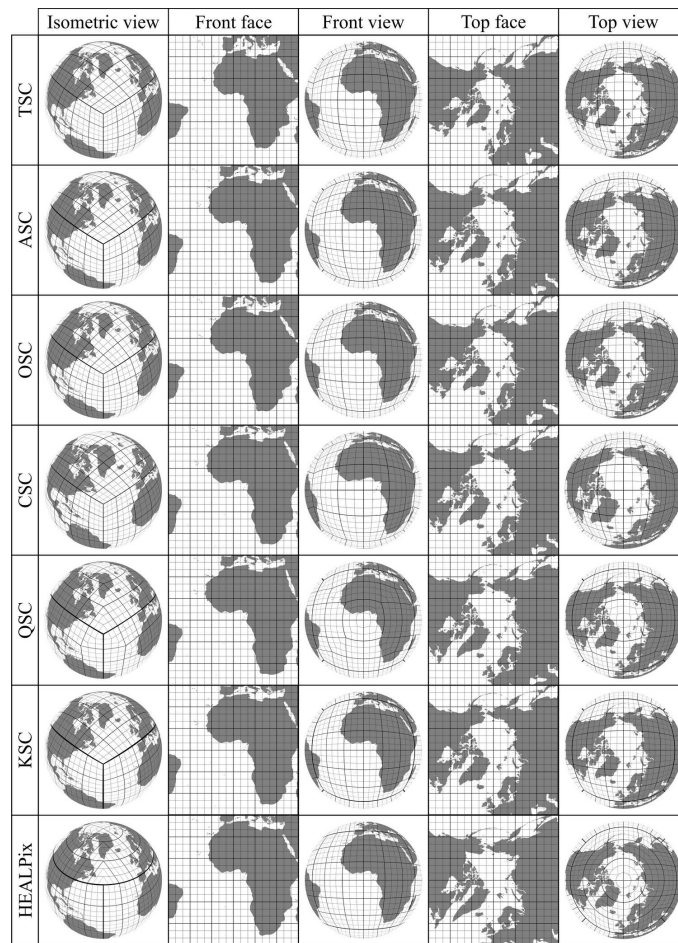 Isometric view Front face Front view Top face Top view
TSC
ASC
OSC
CSC
QSC
KSC
HEALPix